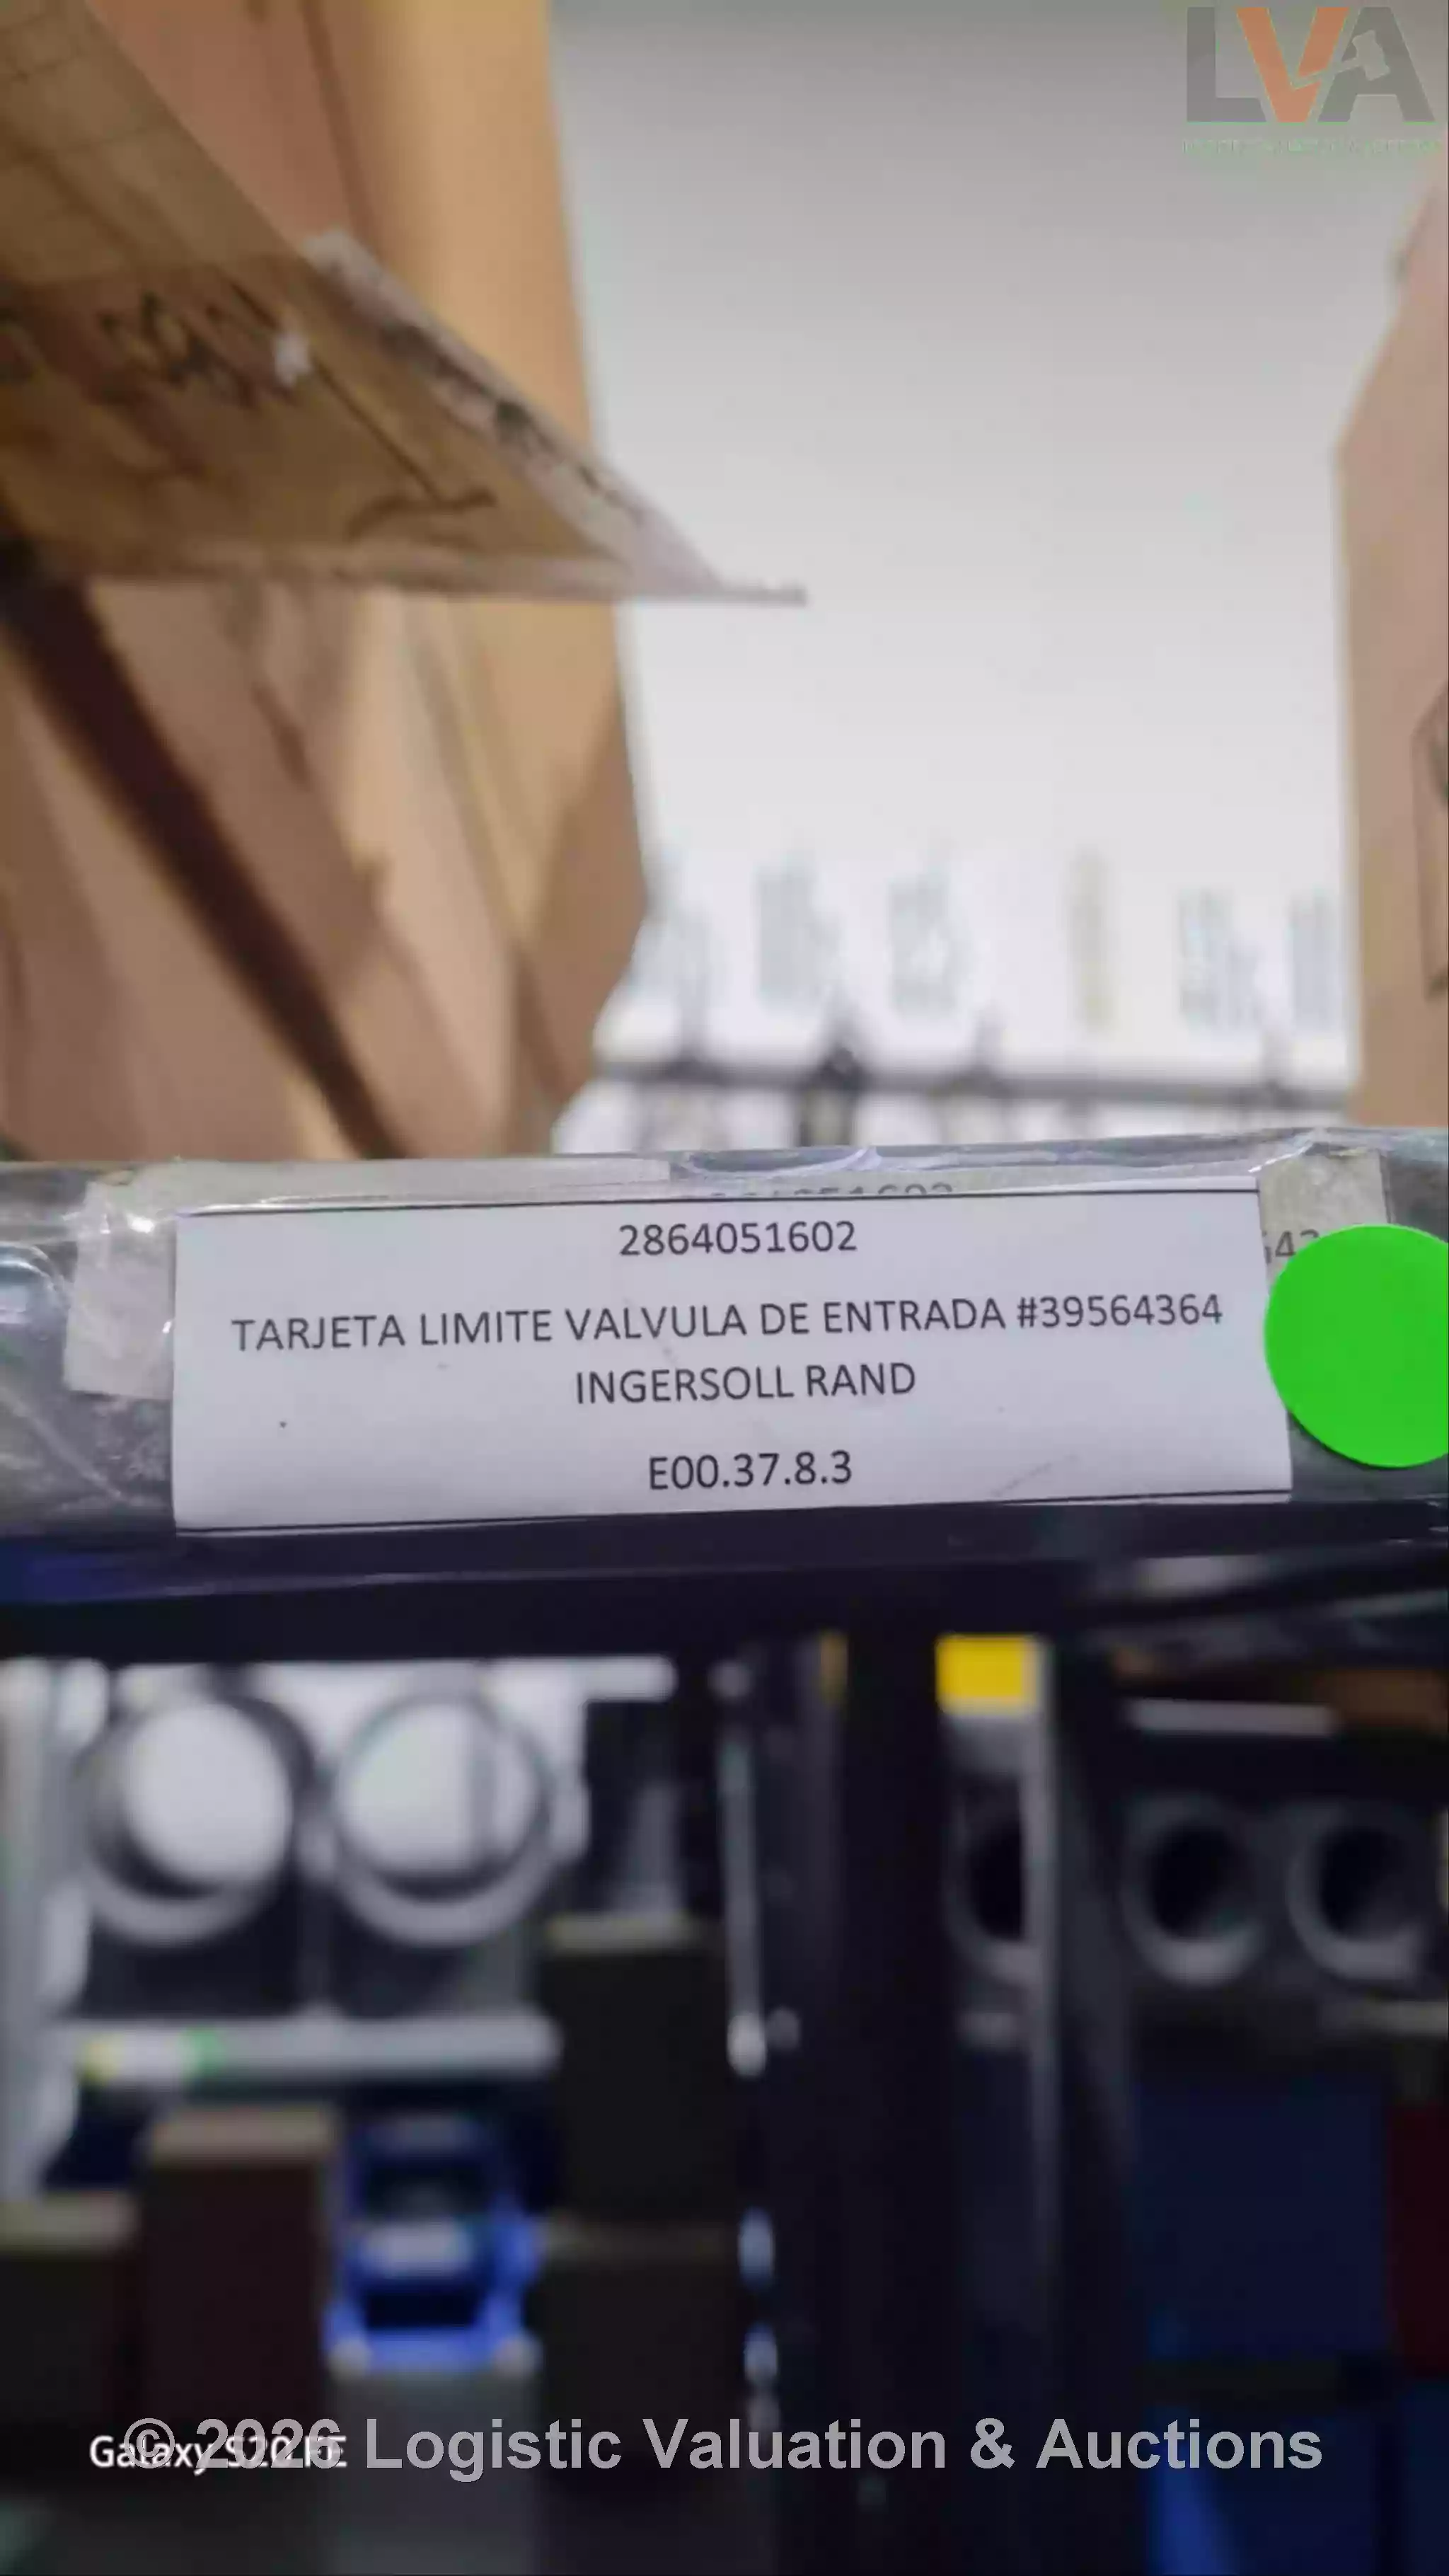 LVA
2864051602
TARJETA LIMITE VALVULA DE ENTRADA #39564364
INGERSOLL RAND
E00.37.8.3
© 2026 Logistic Valuation & Auctions
Galaxy S20 FE